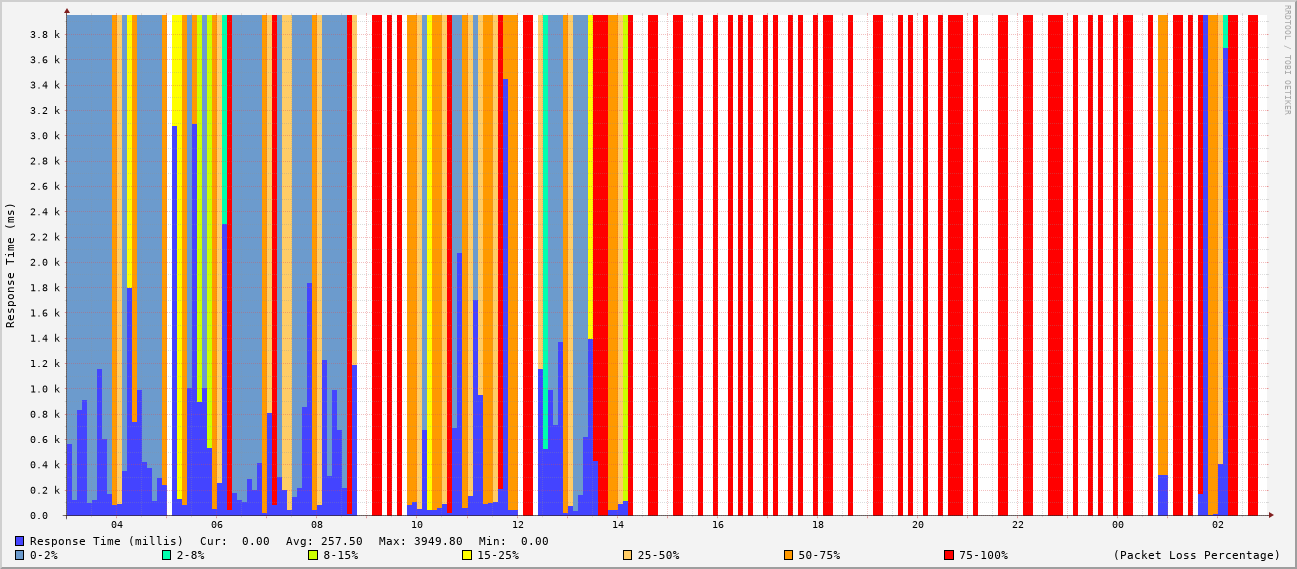 RRDTOOL / TOBI OETIKER
Response Time (ms)
3.8 k
3.6 k
3.4 k
3.2 k
3.0 k
2.8 k
2.6 k
2.4 k
2.2 k
2.0 k
1.8 k
1.6 k
1.4 k
1.2 k
1.0 k
0.8 k
0.6 k
0.4 k
0.2 k
0.0
04 06 08 10 12 14 16 18 20 22 00 02
Response Time (millis) Cur: 0.00 Avg: 257.50 Max: 3949.80 Min: 0.00
0-2% 2-8% 8-15% 15-25% 25-50% 50-75% 75-100% (Packet Loss Percentage)